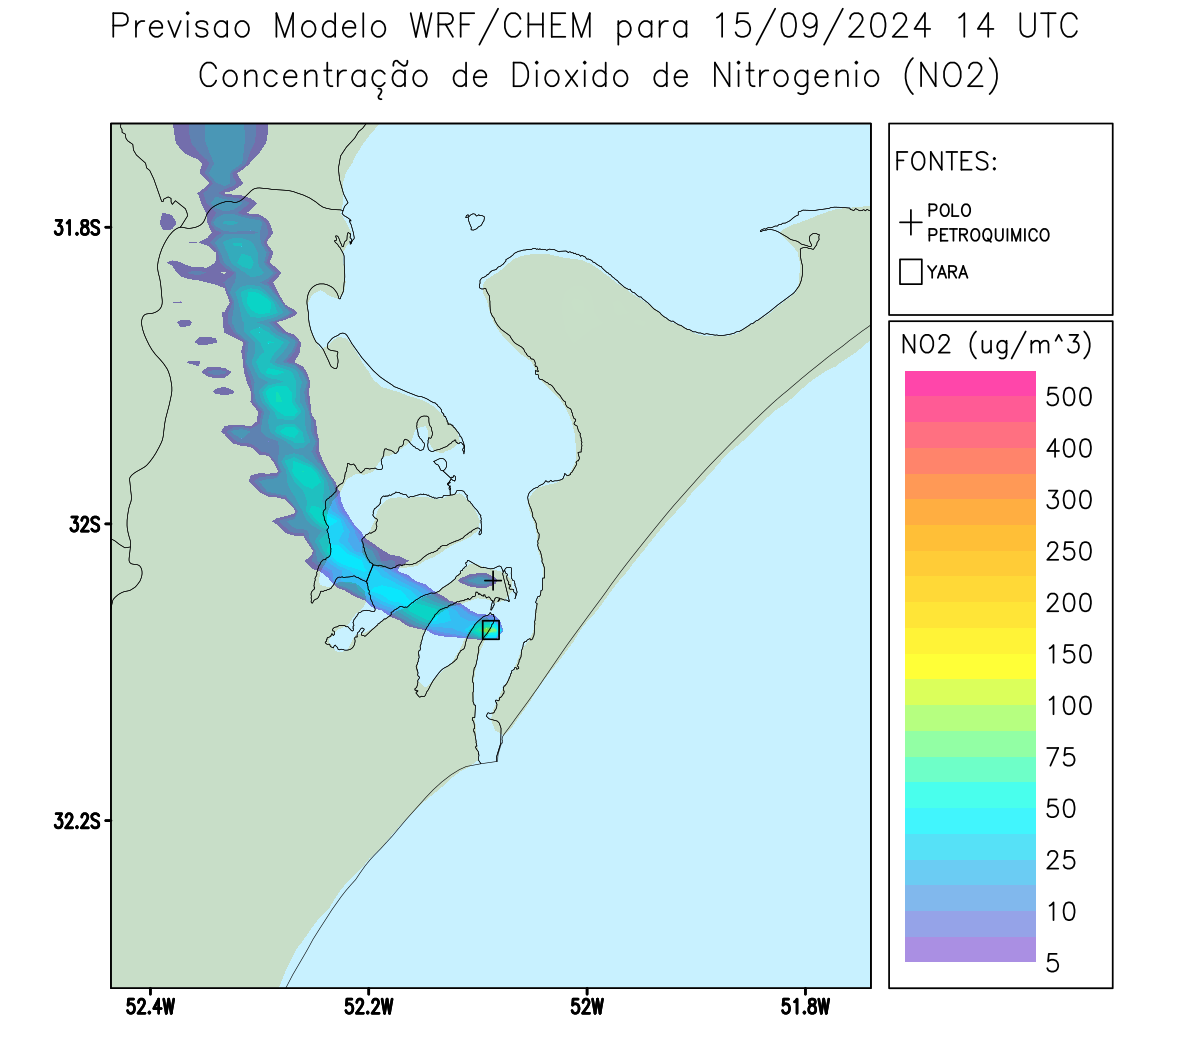 Previsao Modelo WRF/CHEM para 15/09/2024 14 UTC
Concentração de Dioxido de Nitrogenio (NO2)
FONTES:
POLO
PETROQUIMICO
YARA
NO2 (ug/m^3)
500
400
300
250
200
150
100
75
50
25
10
5
31.8S
32S
32.2S
52.4W
52.2W
52W
51.8W